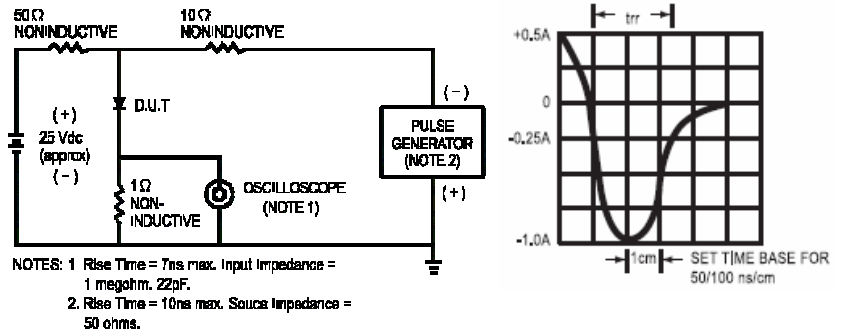 50Ω
NONINDUCTIVE
10Ω
NONINDUCTIVE
(+)
25 Vdc
(approx)
(-)
D.U.T
1Ω
NON-
INDUCTIVE
OSCILLOSCOPE
(NOTE 1)
(-)
PULSE
GENERATOR
(NOTE 2)
(+)
NOTES: 1 Rise Time = 7ns max. Input Impedance =
1 megohm. 22pF.
2. Rise Time = 10ns max. Souce Impedance =
50 ohms.
trr
+0.5A
0
-0.25A
-1.0A
1cm
SET TIME BASE FOR
50/100 ns/cm